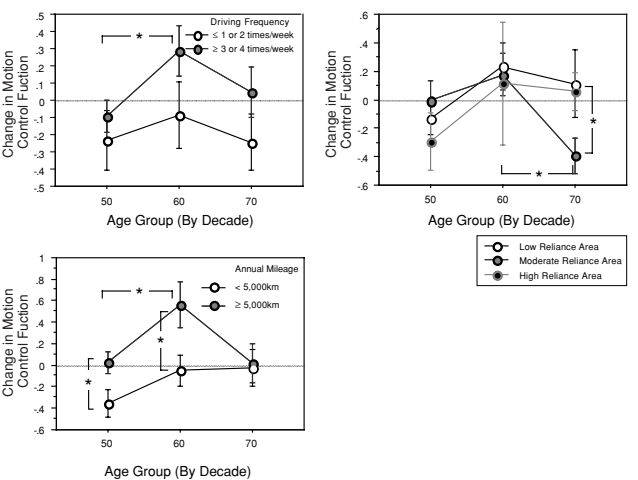 .5
.4
.3
.2
.1
0
-.1
-.2
-.3
-.4
-.5
Change in Motion
Control Fuction
Driving Frequency
≤ 1 or 2 times/week
≥ 3 or 4 times/week
*
50 60 70
Age Group (By Decade)
.6
.4
.2
0
-.2
-.4
-.6
Change in Motion
Control Fuction
*
*
50 60 70
Age Group (By Decade)
Low Reliance Area
Moderate Reliance Area
High Reliance Area
1
.8
.6
.4
.2
0
-.2
-.4
-.6
Change in Motion
Control Fuction
Annual Mileage
< 5,000km
≥ 5,000km
*
*
*
50 60 70
Age Group (By Decade)